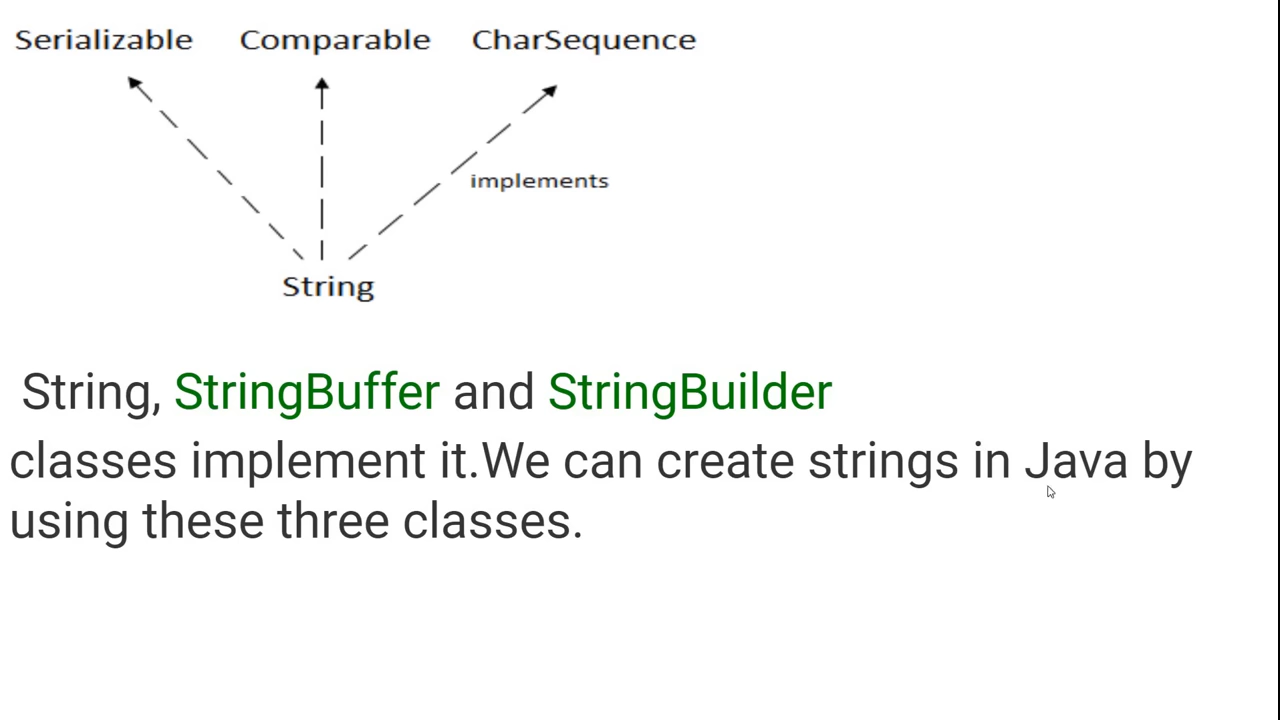 Serializable Comparable CharSequence
implements
String
String, StringBuffer and StringBuilder
classes implement it.We can create strings in Java by
using these three classes.